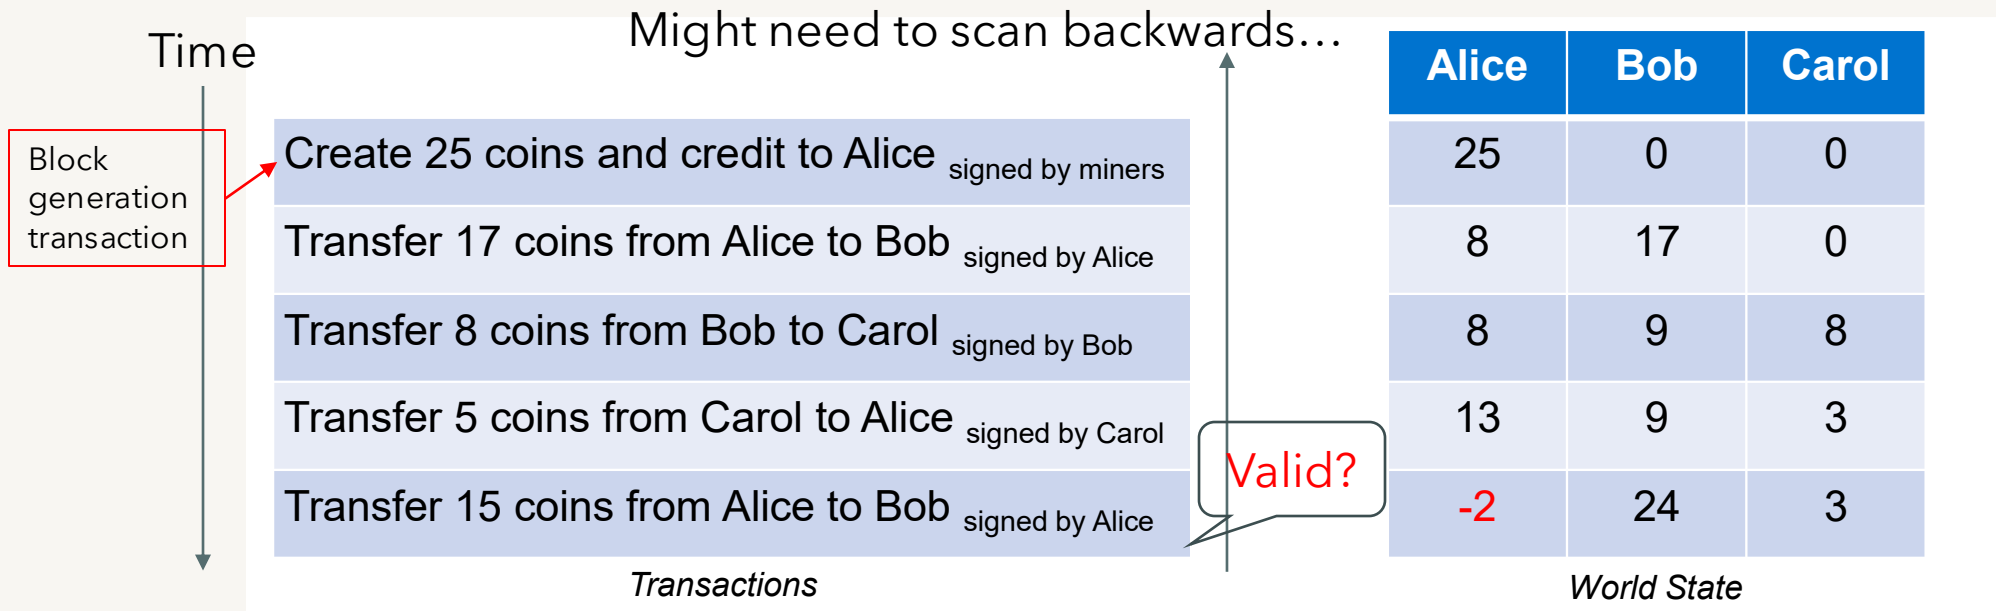 Might need to scan backwards...
Time
Block
generation
transaction
Create 25 coins and credit to Alice signed by miners
Transfer 17 coins from Alice to Bob signed by Alice
Transfer 8 coins from Bob to Carol signed by Bob
Transfer 5 coins from Carol to Alice signed by Carol
Transfer 15 coins from Alice to Bob signed by Alice
Valid?
Transactions
Alice Bob Carol
25 0 0
8 17 0
8 9 8
13 9 3
-2 24 3
World State